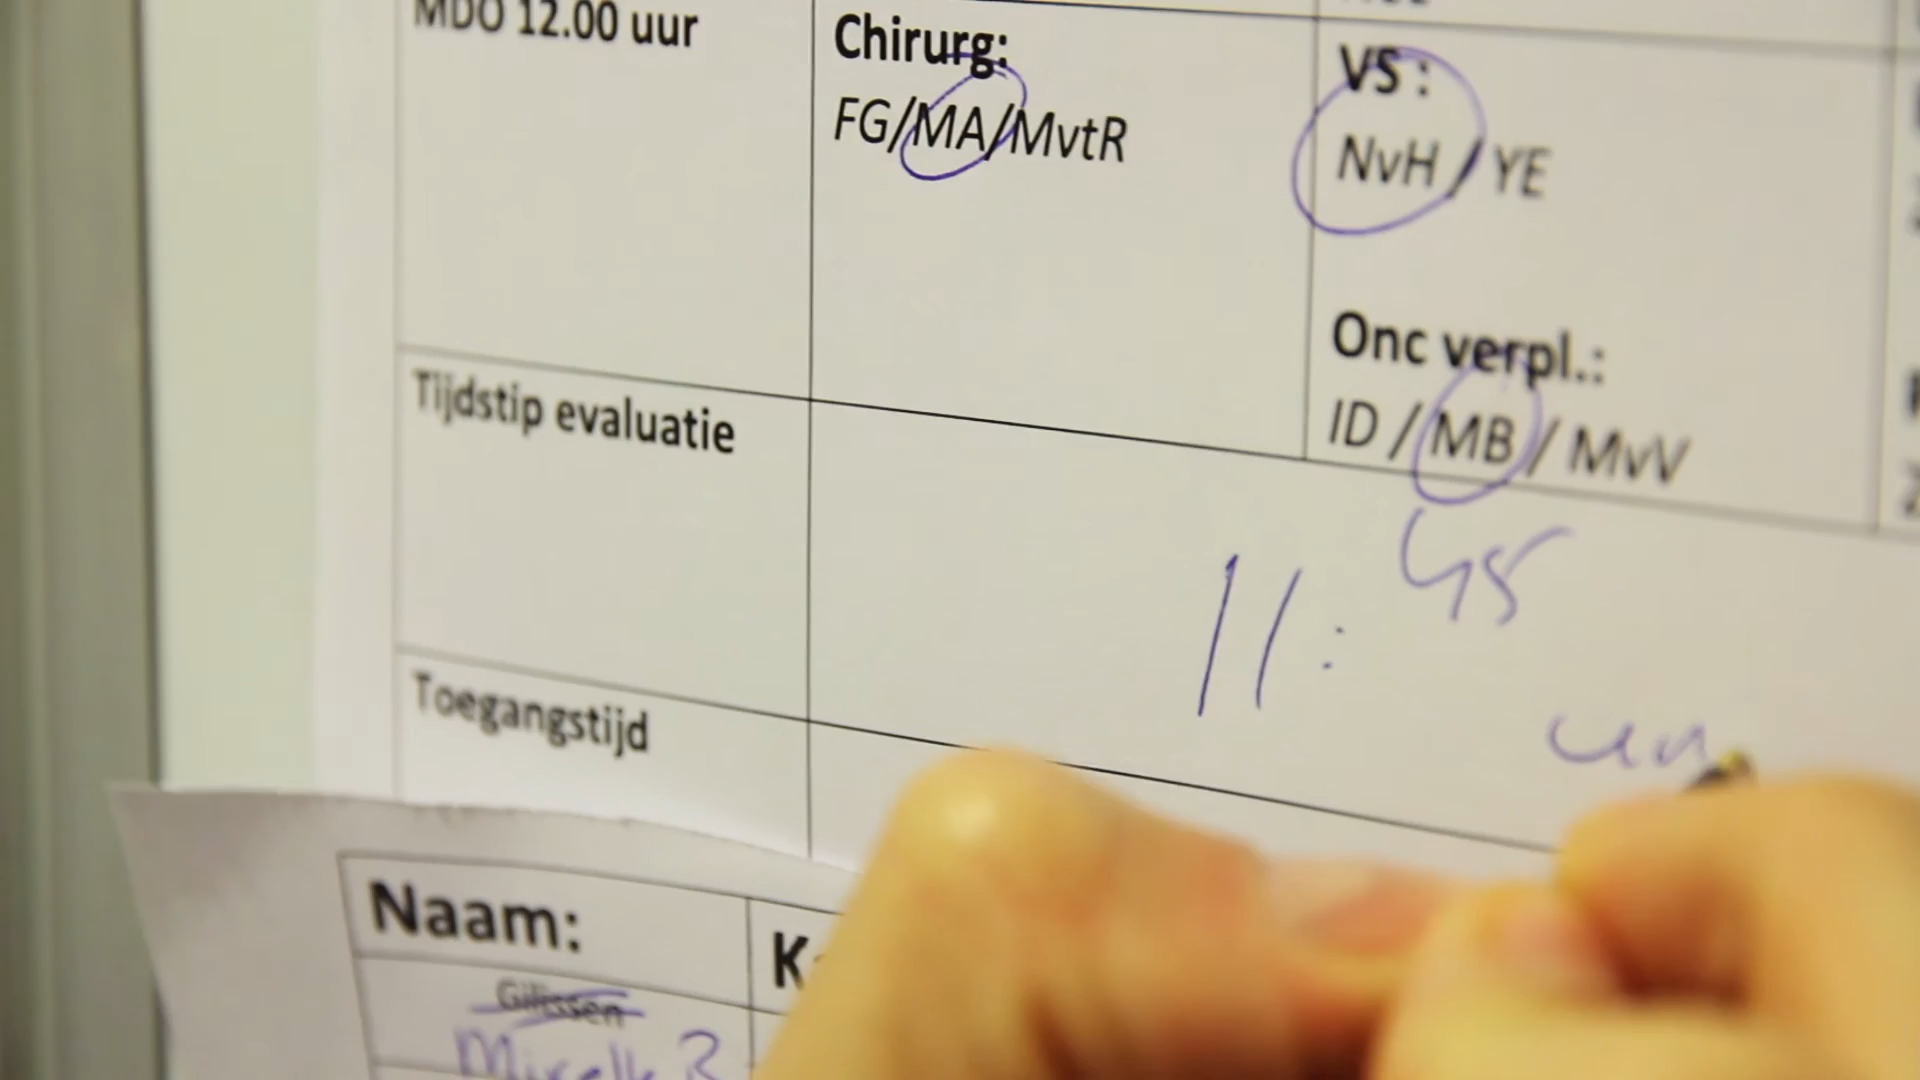 MDO 12.00 uur
Chirurg:
FG/MA/MvtR
VS :
NvH / YE
Onc verpl.:
ID / MB / MvV
Tijdstip evaluatie
11:45
Toegangstijd
Naam:
Gilissen